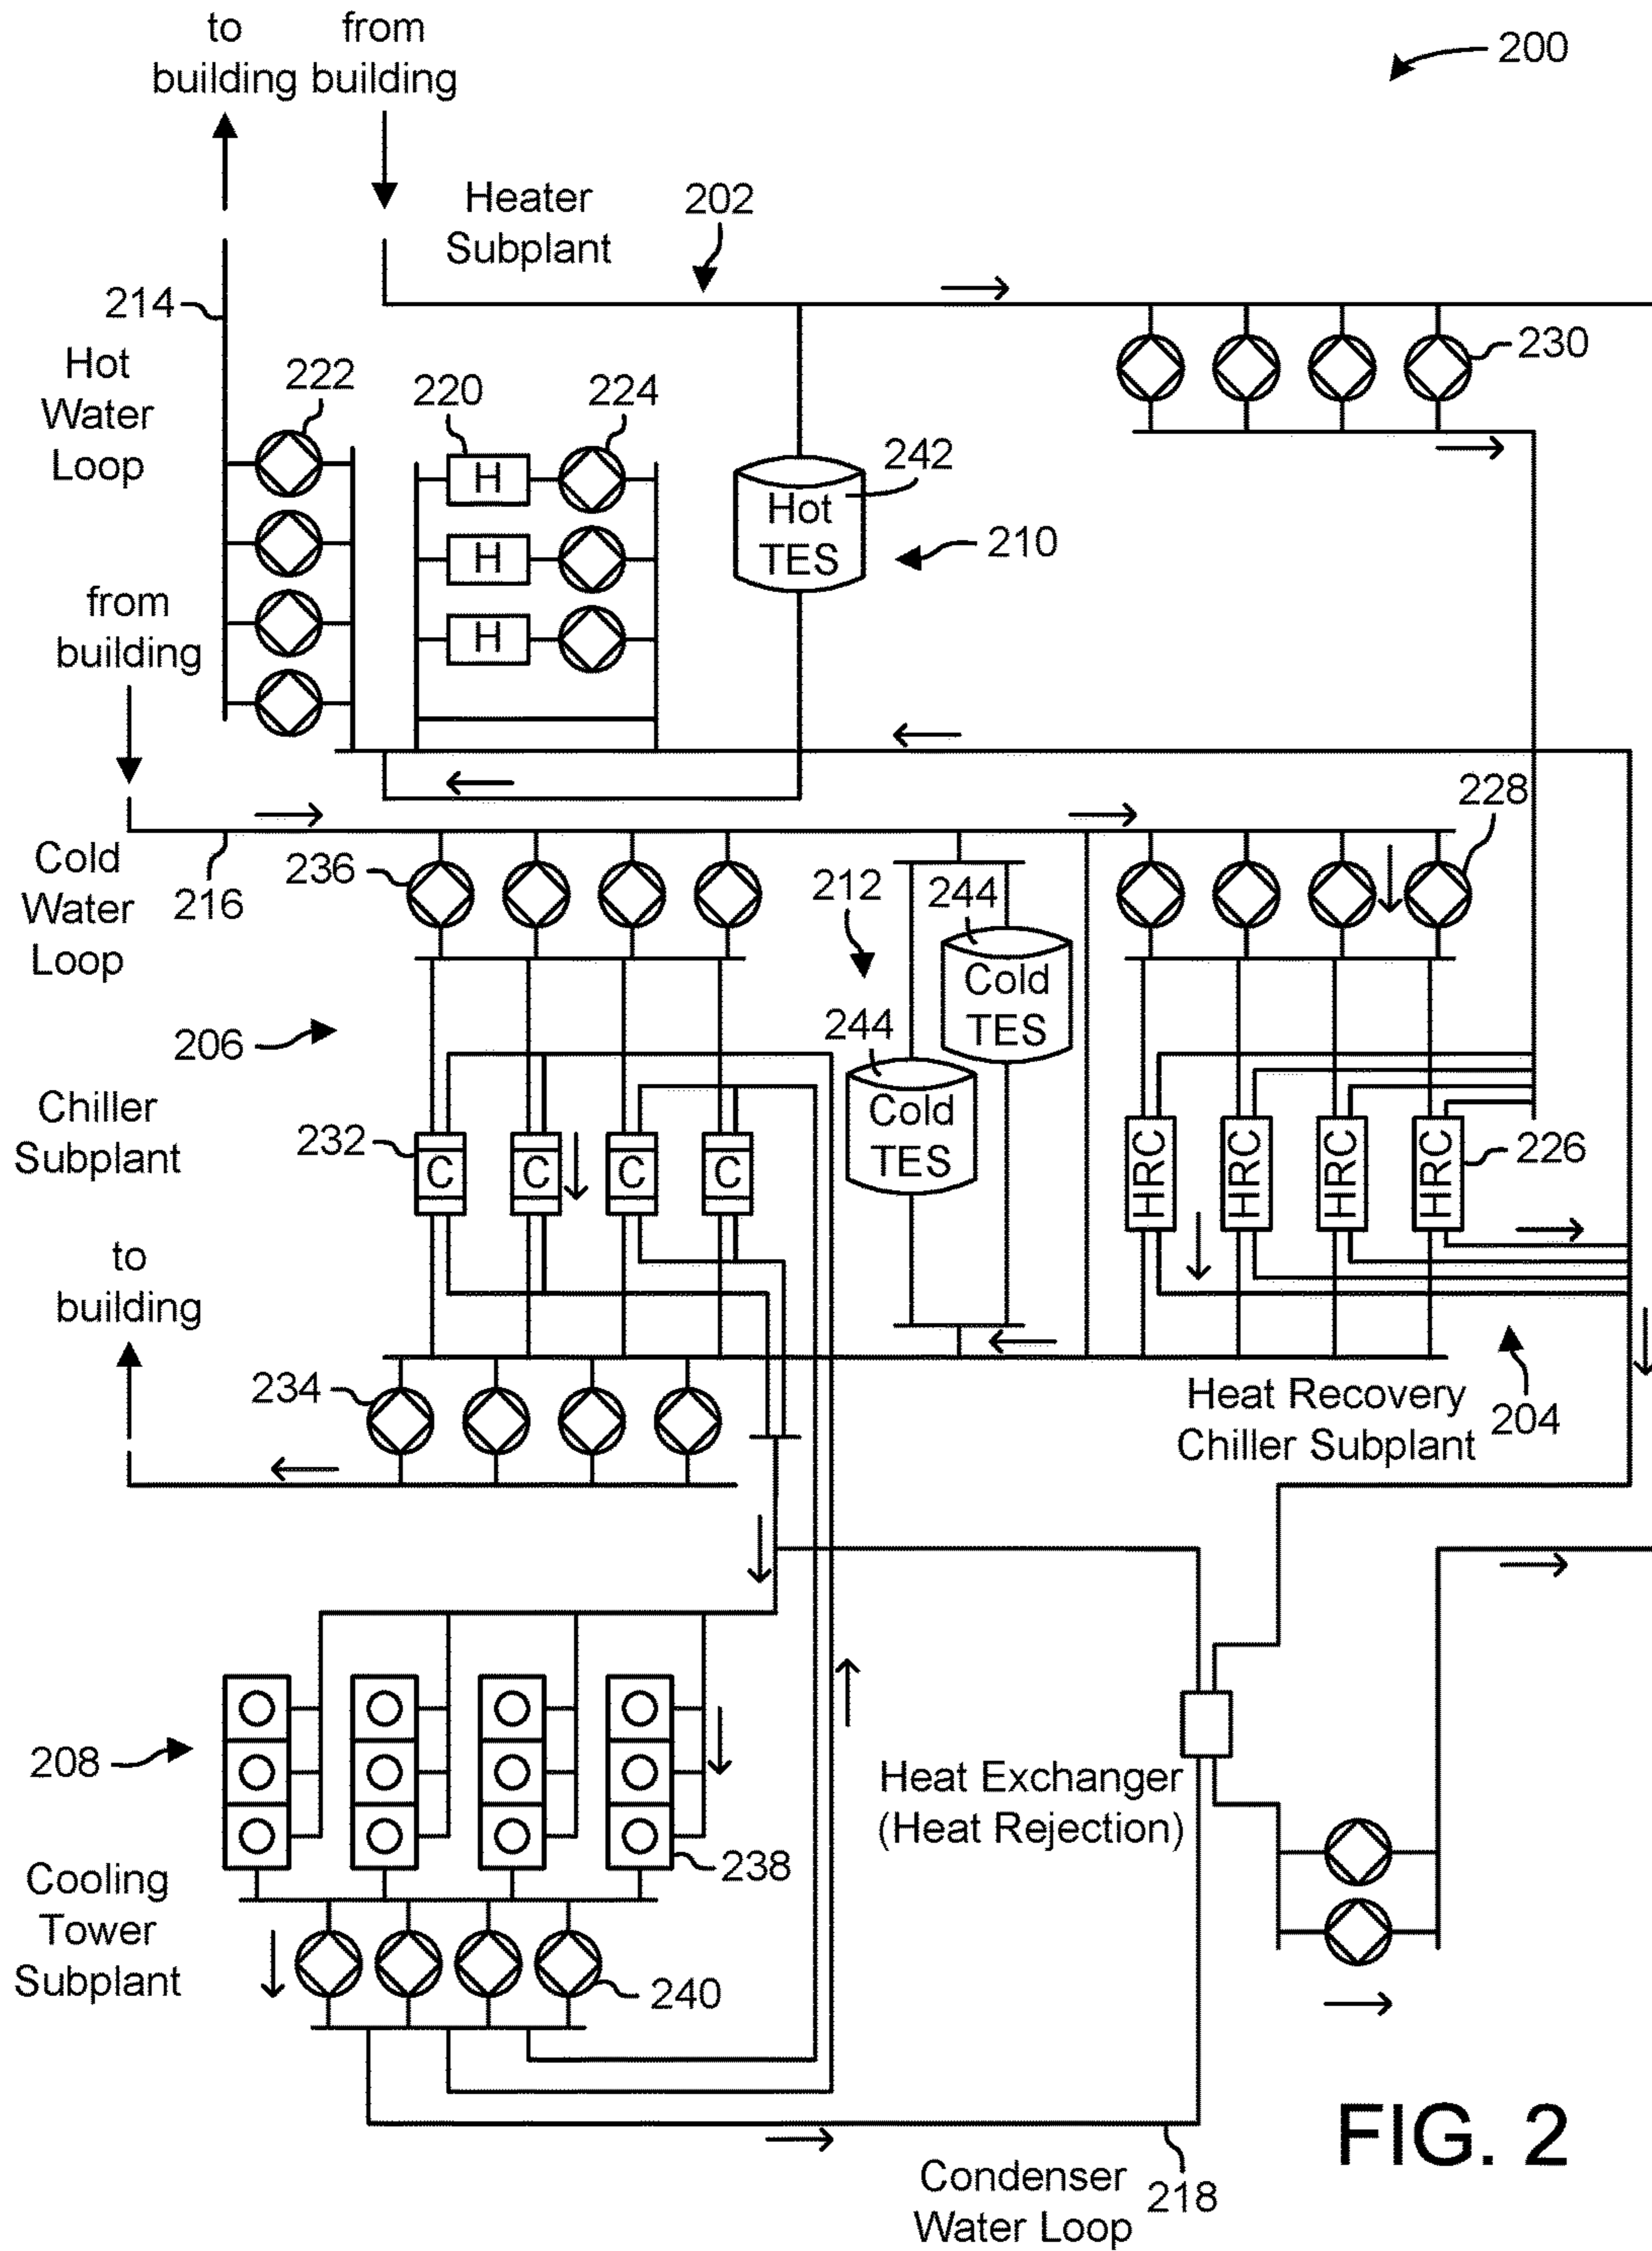 to
building
from
building
200
Heater
Subplant
202
214
Hot
Water
Loop
222
220
224
H
H
H
230
Hot
TES
242
210
from
building
228
Cold
Water
Loop
216
236
212
244
Cold
TES
244
Cold
TES
206
Chiller
Subplant
232
C
C
C
C
HRC
HRC
HRC
HRC
226
to
building
234
Heat Recovery
Chiller Subplant
204
208
Cooling
Tower
Subplant
238
240
Heat Exchanger
(Heat Rejection)
Condenser
Water Loop
218
FIG. 2